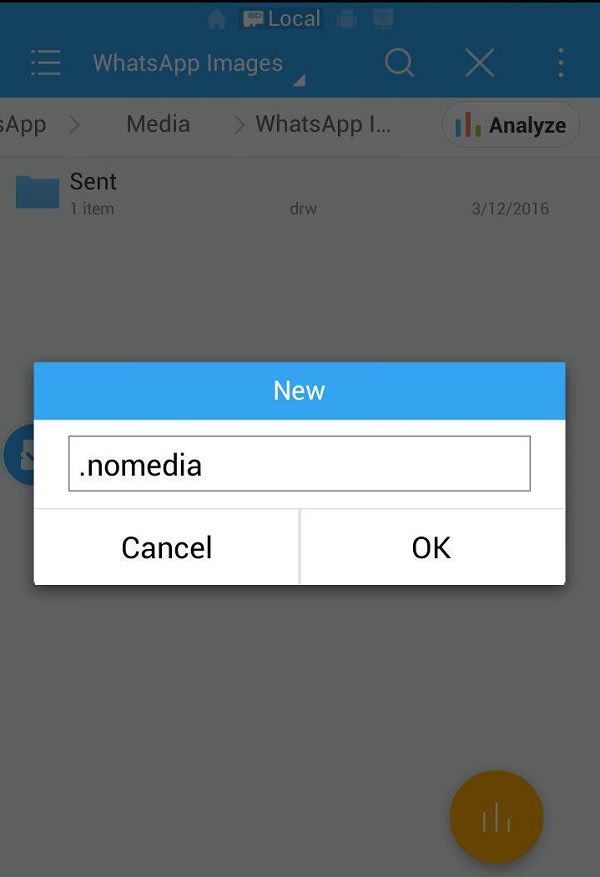 Local
WhatsApp Images
sApp Media WhatsApp I... Analyze
Sent
1 item drw 3/12/2016
New
.nomedia
Cancel OK